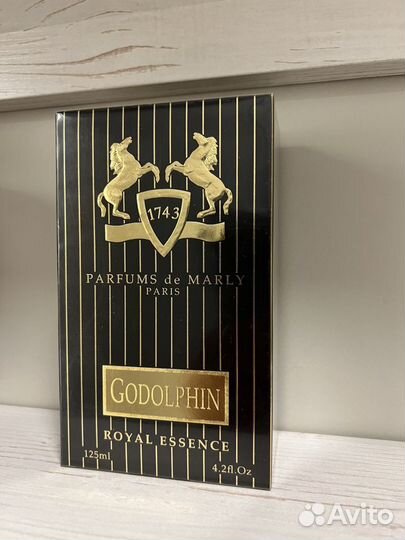 1743
PARFUMS de MARLY
PARIS
GODOLPHIN
ROYAL ESSENCE
125ml 4.2fl.Oz
Avito